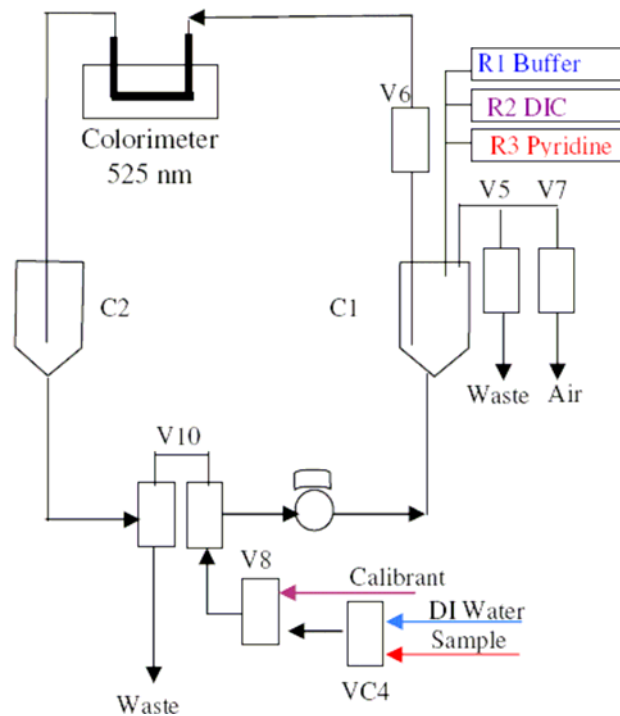 R1 Buffer
V6
R2 DIC
Colorimeter
525 nm
R3 Pyridine
V5
V7
C2
C1
Waste
Air
V10
V8
Calibrant
DI Water
Sample
VC4
Waste